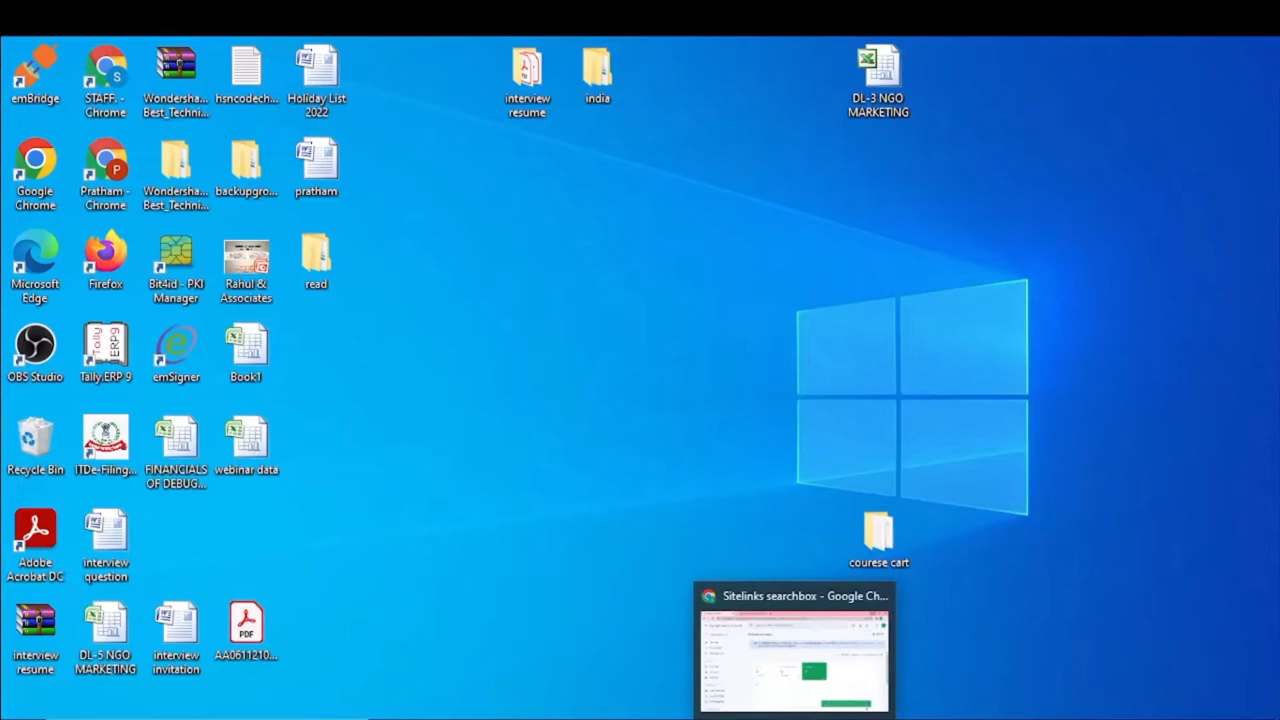 emBridge
STAFF. -
Chrome
Wondersha...
Best_Techni...
hsncodech...
Holiday List
2022
interview
resume
india
DL-3 NGO
MARKETING
Google
Chrome
Pratham -
Chrome
Wondersha...
Best_Techni...
backupgro...
pratham
Microsoft
Edge
Firefox
Bit4id - PKI
Manager
Rahul &
Associates
read
OBS Studio
Tally.ERP 9
emSigner
Book1
Recycle Bin
ITDe-Filing...
FINANCIALS
OF DEBUG...
webinar data
Adobe
Acrobat DC
interview
question
courese cart
Sitelinks searchbox - Google Ch...
interview
resume
DL-5 NGO
MARKETING
interview
invitation
PDF
AA0611210...